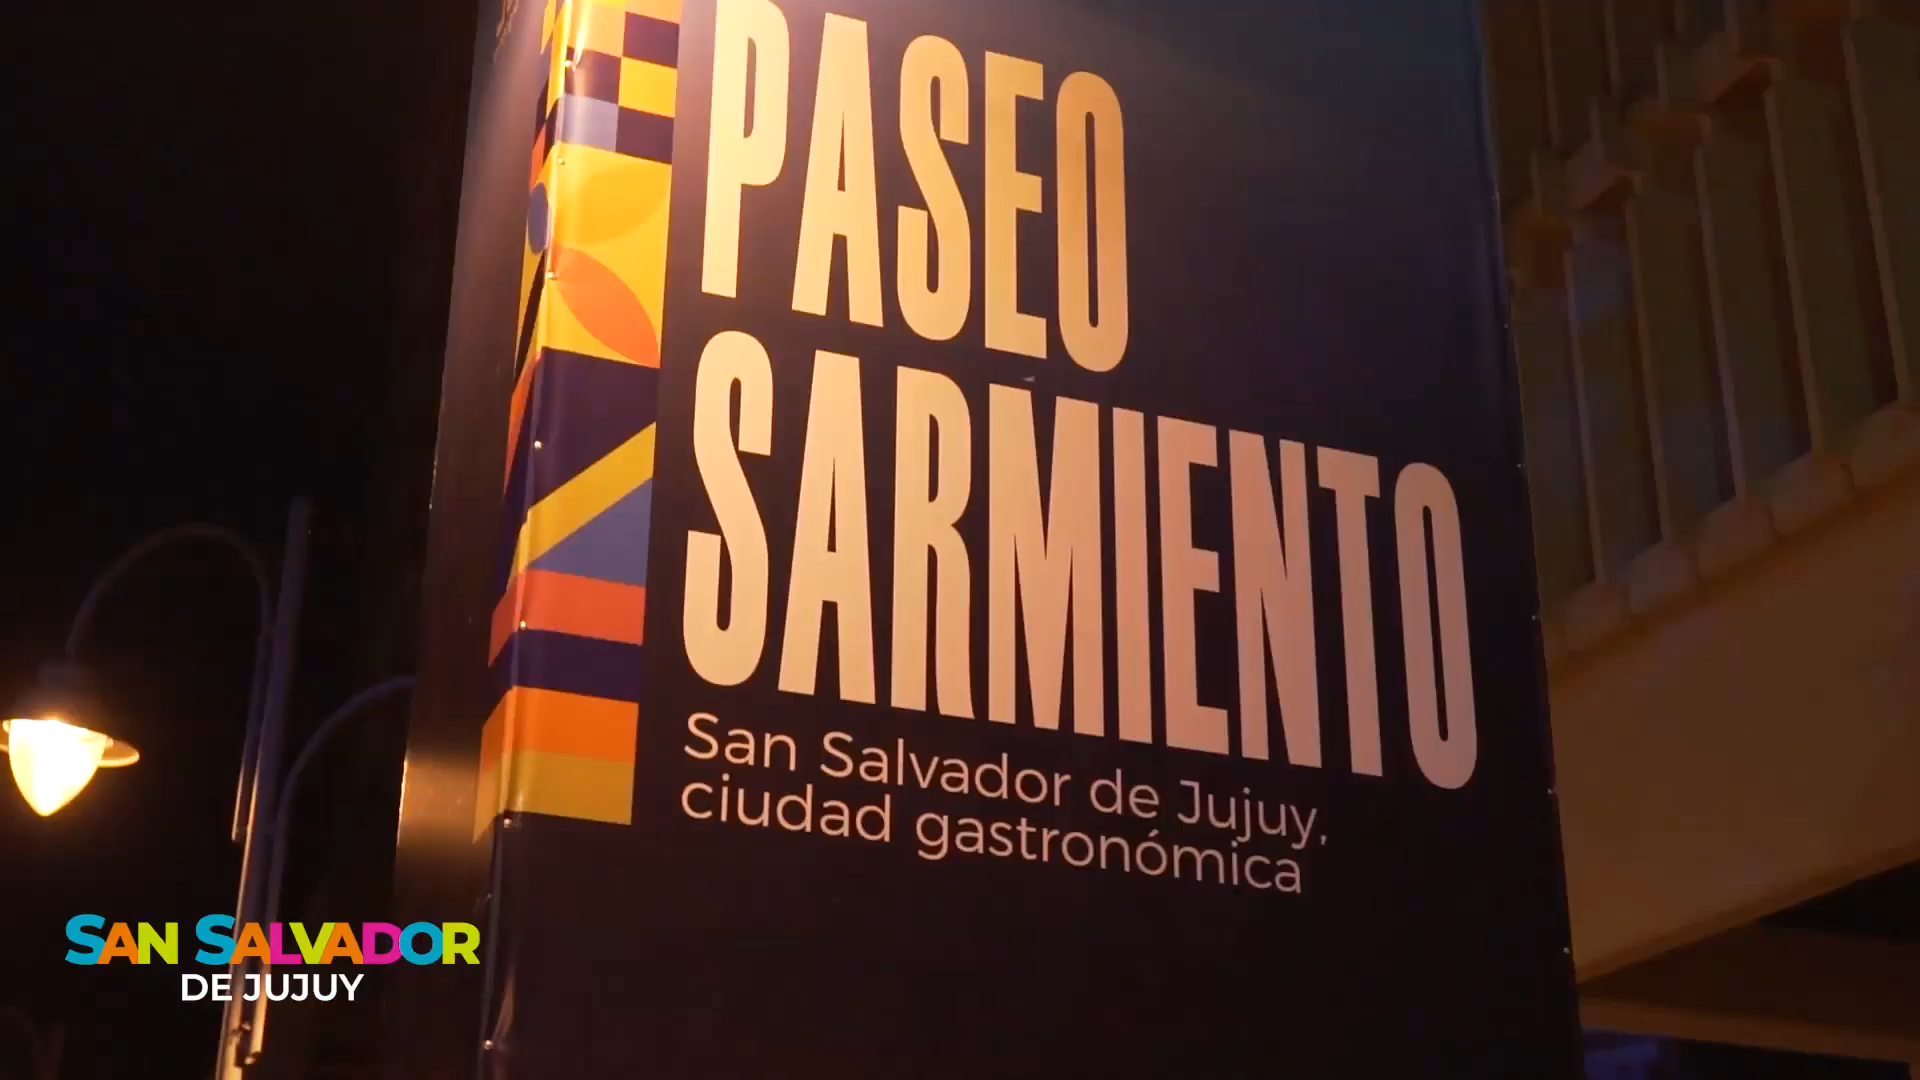 PASEO
SARMIENTO
San Salvador de Jujuy,
ciudad gastronómica
SAN SALVADOR
DE JUJUY